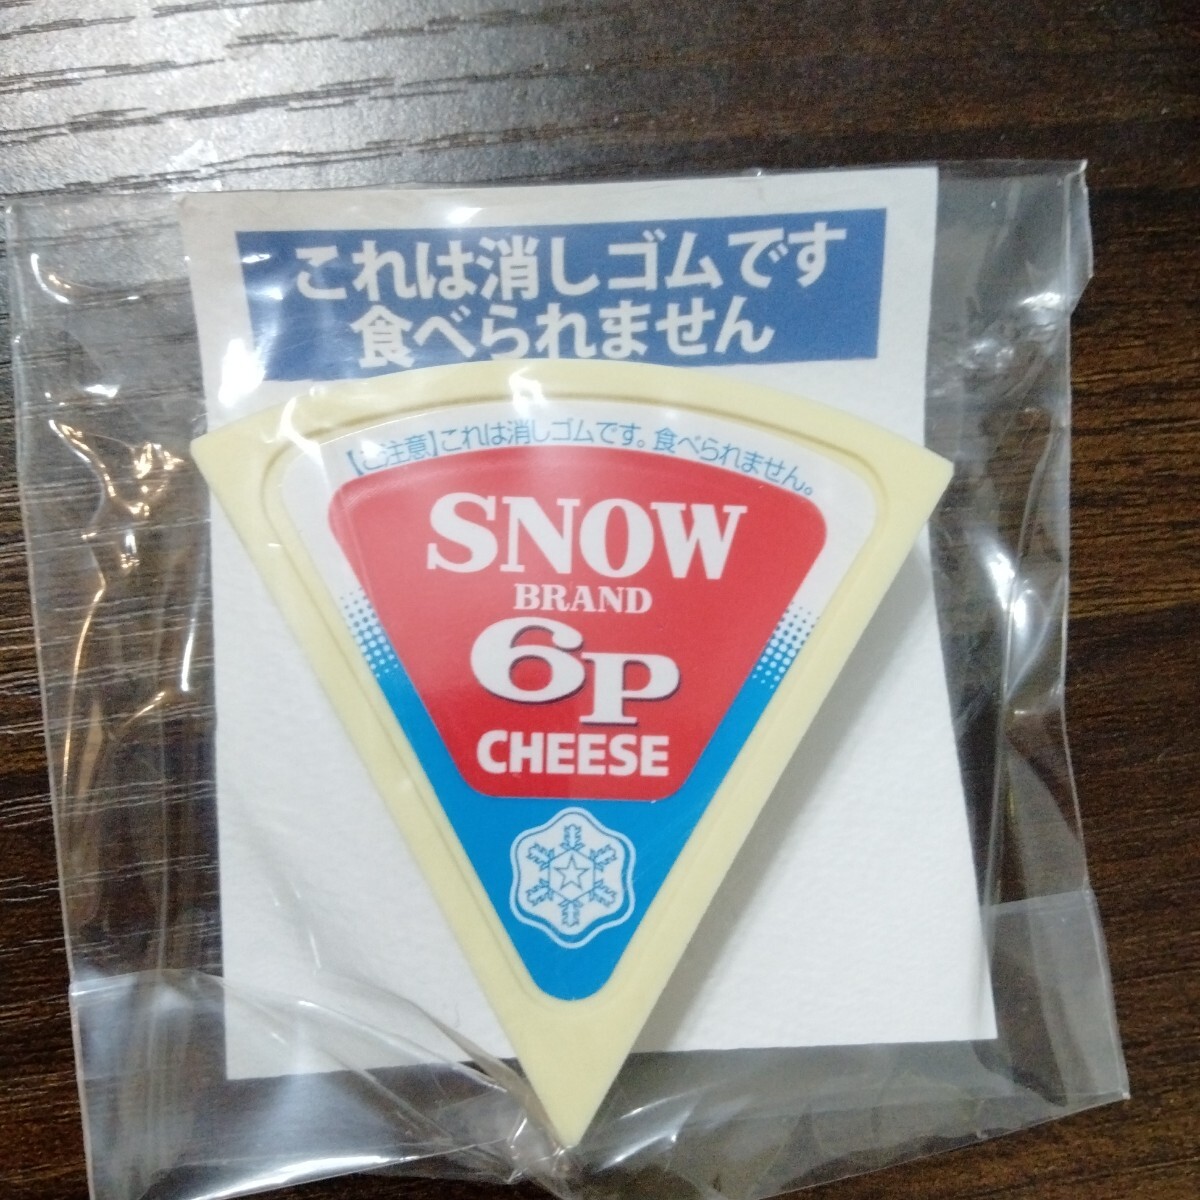 これは消しゴムです
食べられません
【ご注意】これは消しゴムです。食べられません。
SNOW
BRAND
6P
CHEESE